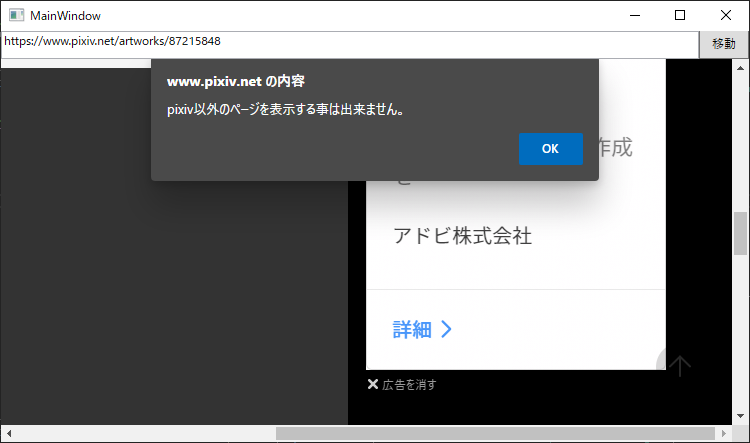 MainWindow
https://www.pixiv.net/artworks/87215848
移動
www.pixiv.net の内容
pixiv以外のページを表示する事は出来ません。
OK
作成
アドビ株式会社
詳細
広告を消す